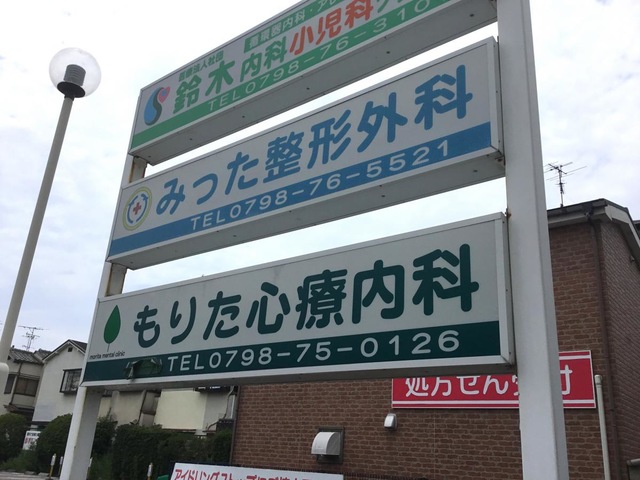 医療法人社団
鈴木内科小児科
TEL0798-76-310
みった整形外科
TEL0798-76-5521
もりた心療内科
morita mental clinic
TEL0798-75-0126
処方せん受付